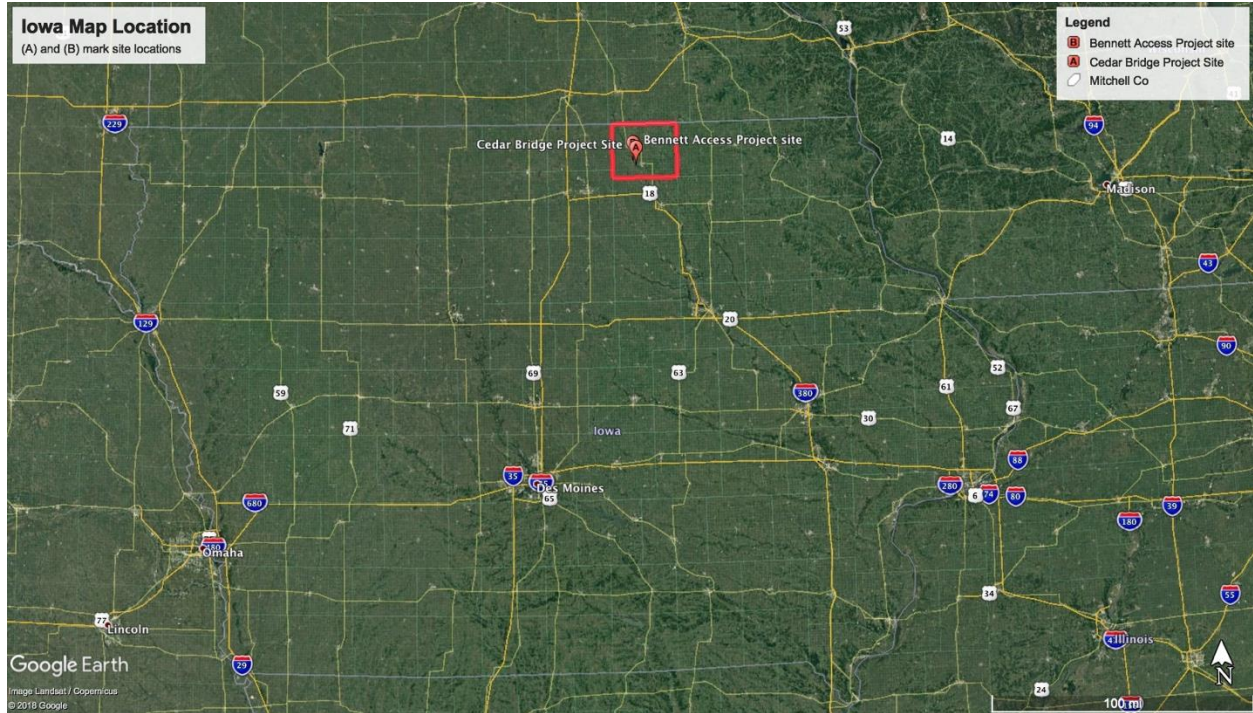 Iowa Map Location
(A) and (B) mark site locations
Legend
B Bennett Access Project site
A Cedar Bridge Project Site
Mitchell Co
53
229
94
14
Cedar Bridge Project Site
A
Bennett Access Project site
Madison
18
43
129
20
90
69
63
52
59
380
61
67
30
71
Iowa
88
35
Des Moines
65
280
6
74
80
39
680
180
Omaha
34
55
77
Lincoln
Illinois
29
24
N
100 mi
Google Earth
Image Landsat / Copernicus
© 2018 Google